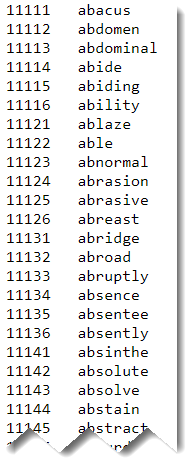 11111 abacus
11112 abdomen
11113 abdominal
11114 abide
11115 abiding
11116 ability
11121 ablaze
11122 able
11123 abnormal
11124 abrasion
11125 abrasive
11126 abreast
11131 abridge
11132 abroad
11133 abruptly
11134 absence
11135 absentee
11136 absently
11141 absinthe
11142 absolute
11143 absolve
11144 abstain
11145 abstract